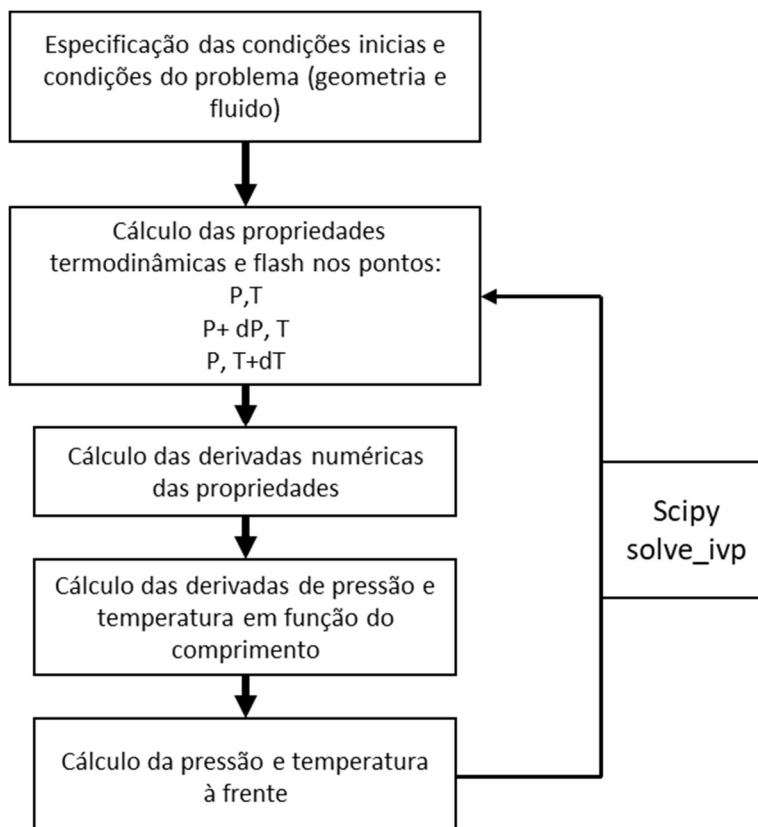 Especificação das condições inicias e
condições do problema (geometria e
fluido)
Cálculo das propriedades
termodinâmicas e flash nos pontos:
P,T
P+ dP, T
P, T+dT
Cálculo das derivadas numéricas
das propriedades
Scipy
solve_ivp
Cálculo das derivadas de pressão e
temperatura em função do
comprimento
Cálculo da pressão e temperatura
à frente